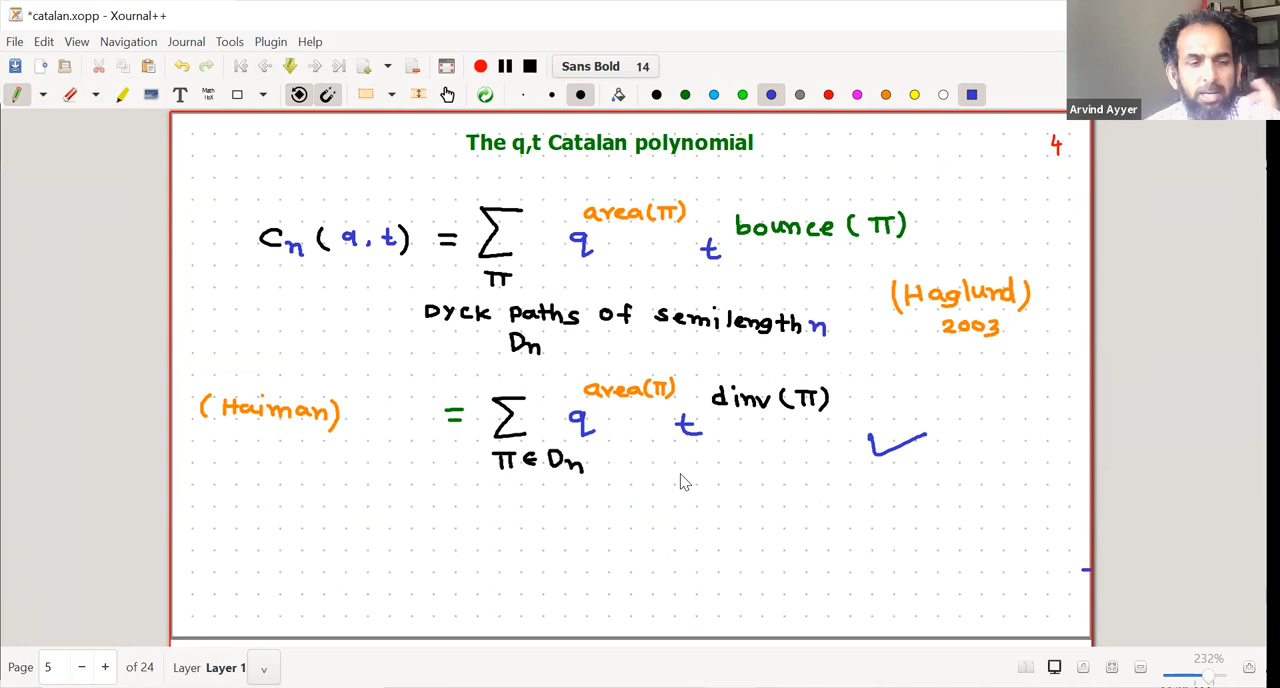 *catalan.xopp - Xournal++
File Edit View Navigation Journal Tools Plugin Help
Sans Bold 14
Arvind Ayyer
The q,t Catalan polynomial
4
Cn(q,t) = ∑ q^area(π) t^bounce(π)
π
(Haglund)
2003
Dyck paths of semilength n
Dn
(Haiman) = ∑ q^area(π) t^dinv(π)
π ∈ Dn
Page 5 − + of 24 Layer Layer 1
232%